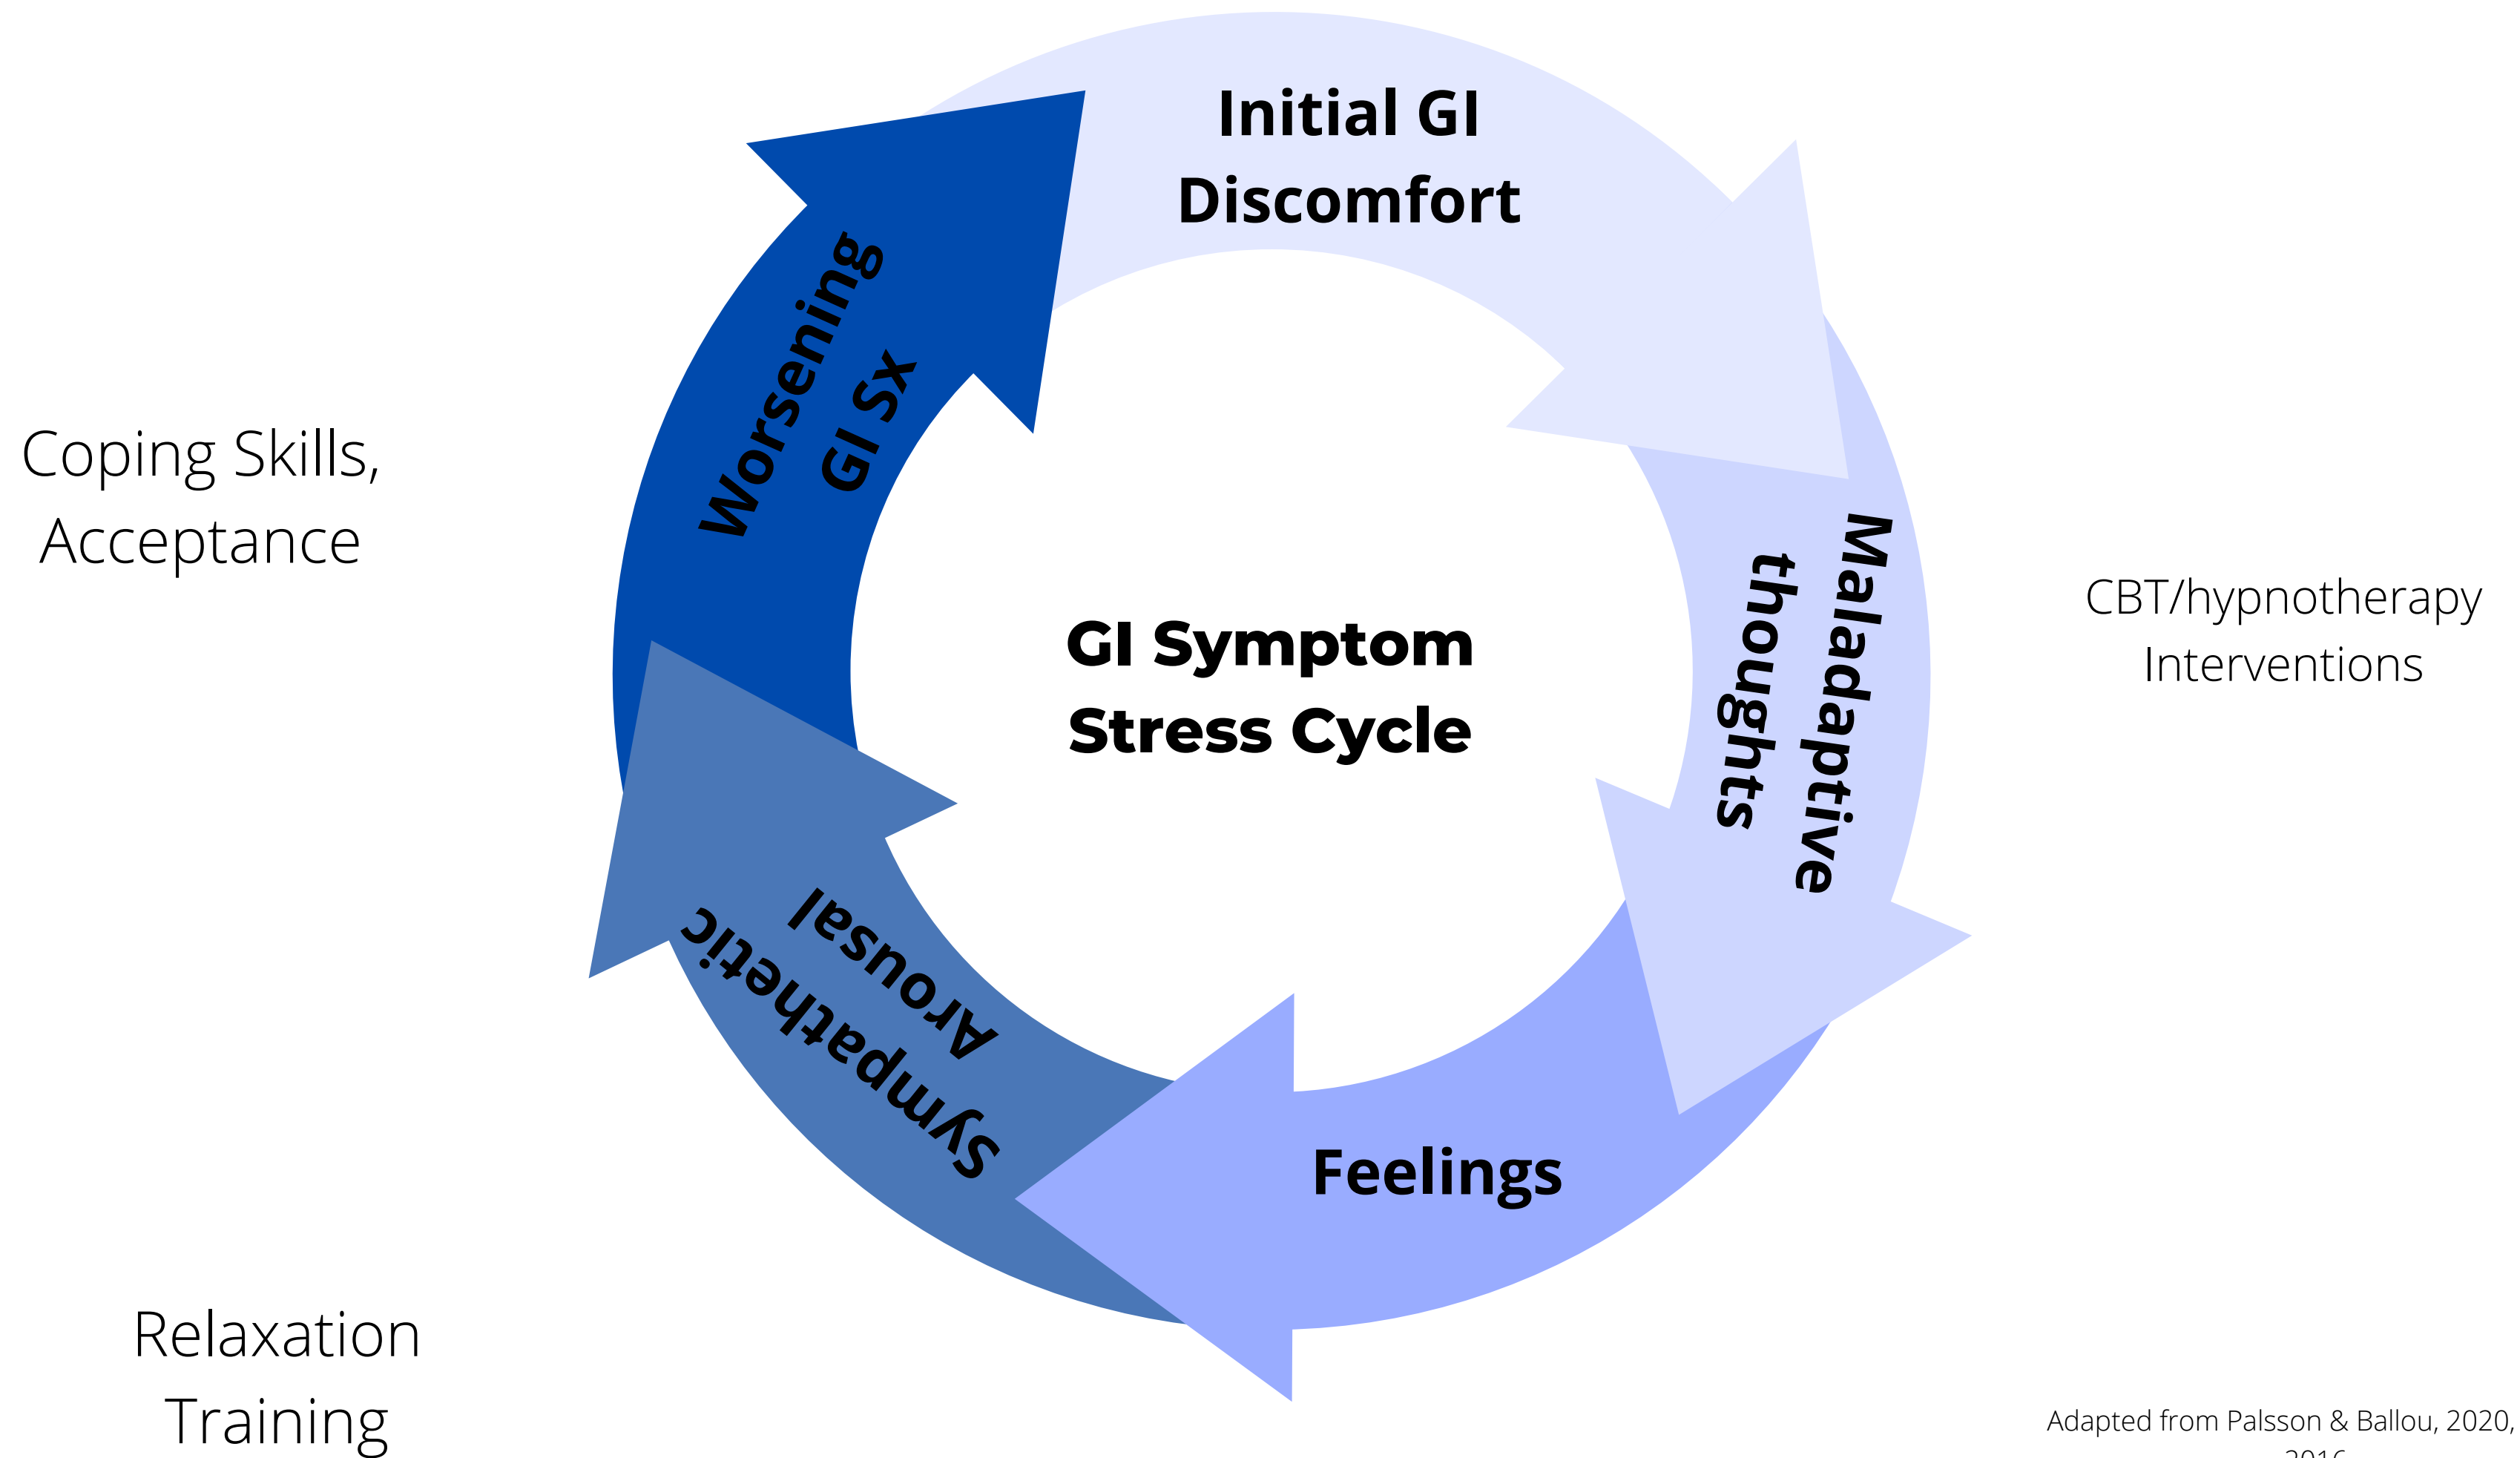 Initial GI
Discomfort
Maladaptive
thoughts
Feelings
Sympathetic
Arousal
Worsening
GI Sx
GI Symptom
Stress Cycle
Coping Skills,
Acceptance
CBT/hypnotherapy
Interventions
Relaxation
Training
Adapted from Palsson & Ballou, 2020,